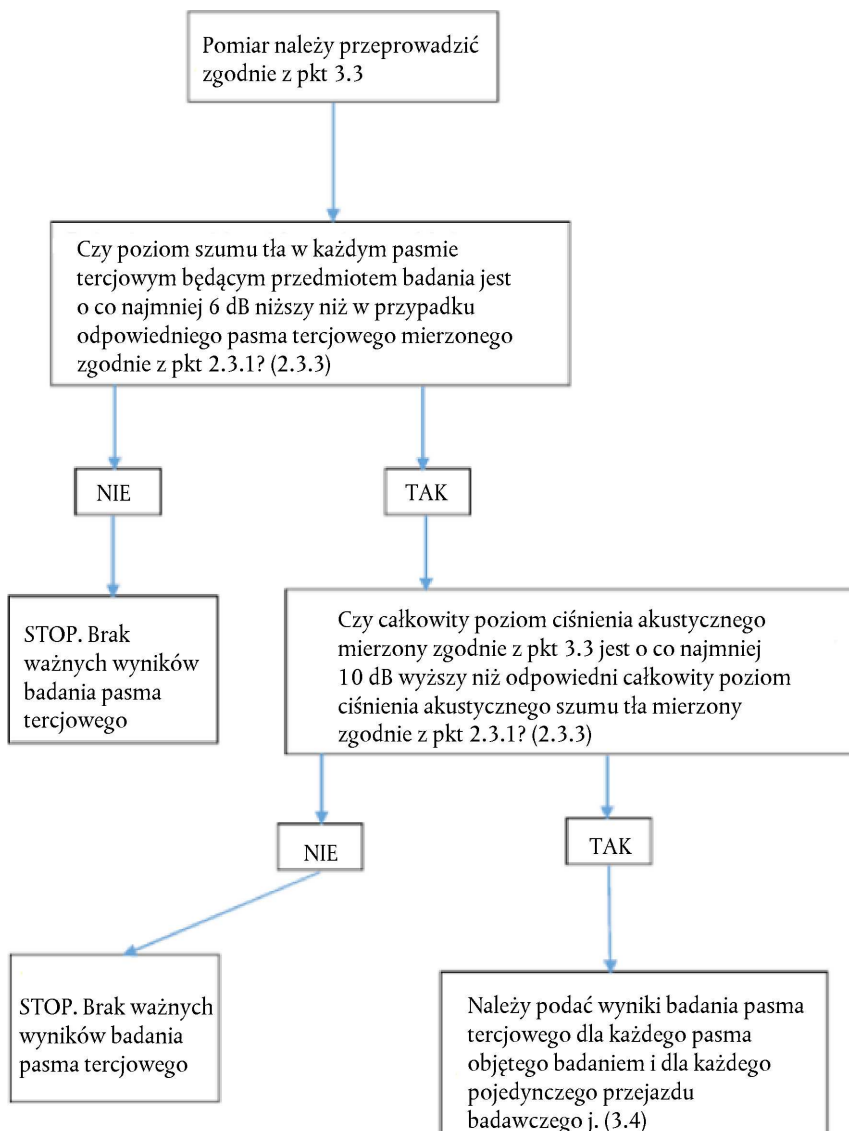 Pomiar należy przeprowadzić
zgodnie z pkt 3.3
Czy poziom szumu tła w każdym pasmie
tercjowym będącym przedmiotem badania jest
o co najmniej 6 dB niższy niż w przypadku
odpowiedniego pasma tercjowego mierzonego
zgodnie z pkt 2.3.1? (2.3.3)
NIE
TAK
STOP. Brak
ważnych wyników
badania pasma
tercjowego
Czy całkowity poziom ciśnienia akustycznego
mierzony zgodnie z pkt 3.3 jest o co najmniej
10 dB wyższy niż odpowiedni całkowity poziom
ciśnienia akustycznego szumu tła mierzony
zgodnie z pkt 2.3.1? (2.3.3)
NIE
TAK
STOP. Brak ważnych
wyników badania
pasma tercjowego
Należy podać wyniki badania pasma
tercjowego dla każdego pasma
objętego badaniem i dla każdego
pojedynczego przejazdu
badawczego j. (3.4)